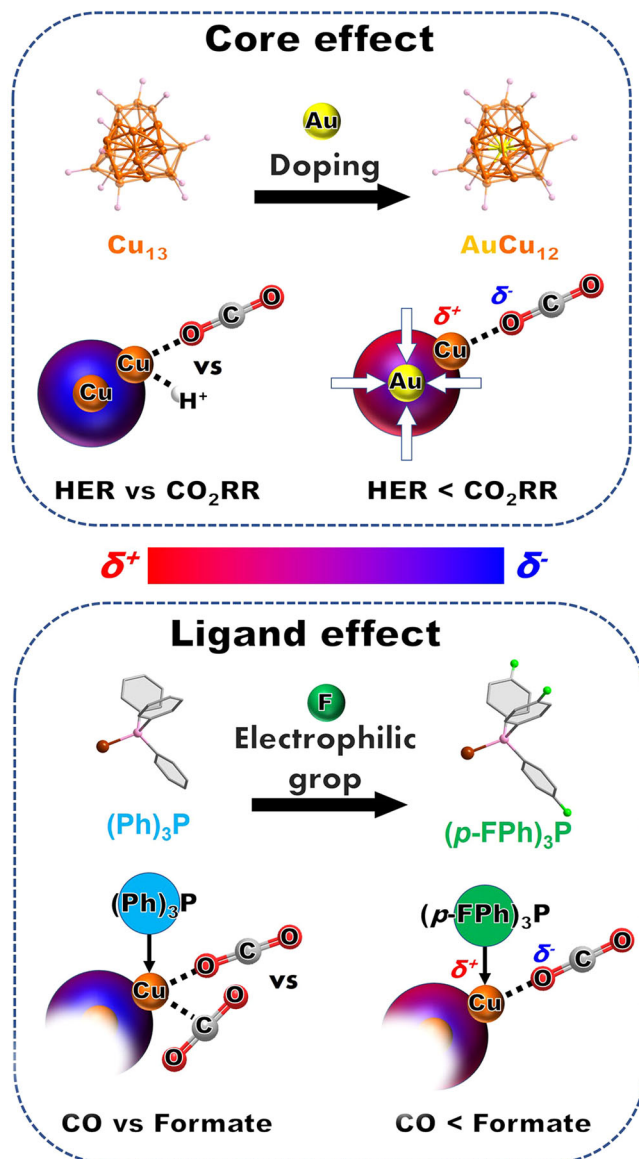 Core effect
Au
Doping
Cu₁₃
AuCu₁₂
O
C
O
Cu
vs
Cu
H⁺
δ⁺
δ⁻
O
C
O
Cu
Au
HER vs CO₂RR
HER < CO₂RR
δ⁺
δ⁻
Ligand effect
F
Electrophilic
grop
(Ph)₃P
(p-FPh)₃P
(Ph)₃P
O
C
O
Cu
vs
O
C
O
(p-FPh)₃P
δ⁺
δ⁻
O
C
O
Cu
CO vs Formate
CO < Formate